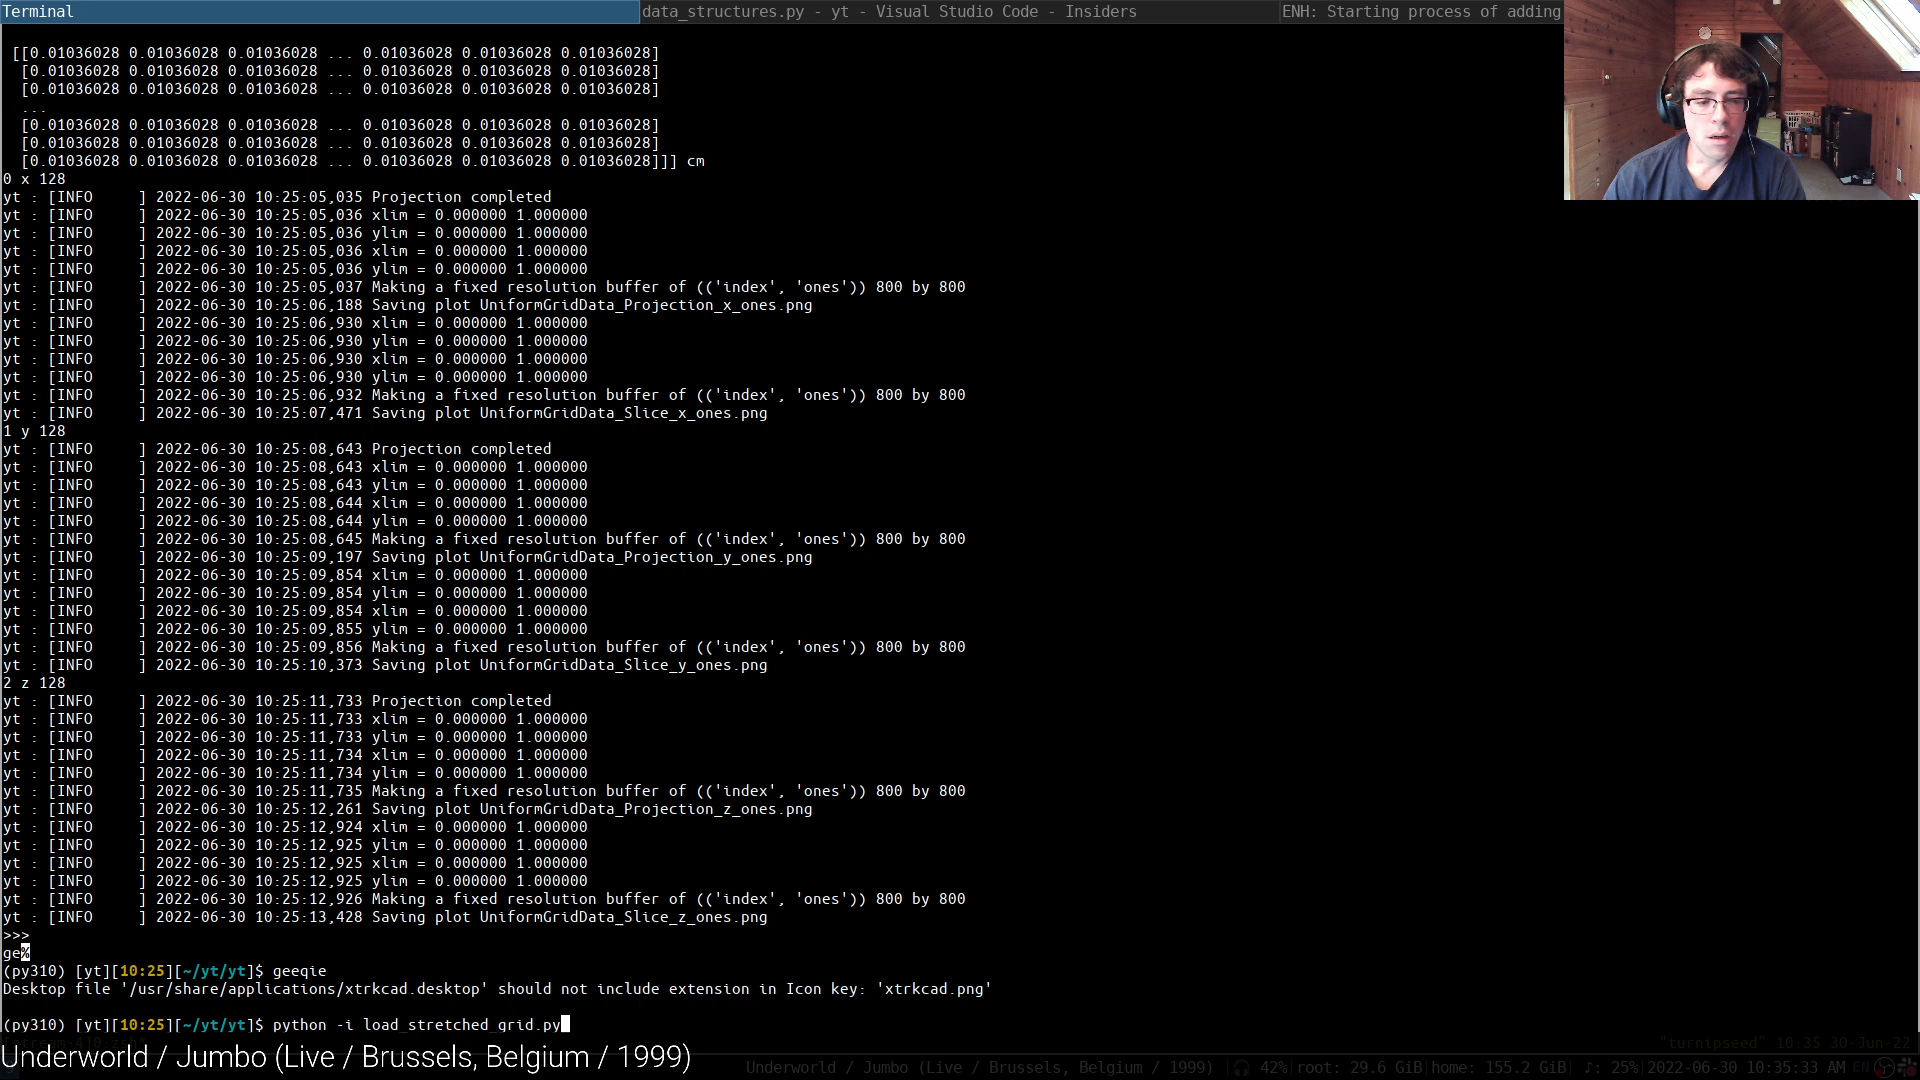 Terminal
data_structures.py - yt - Visual Studio Code - Insiders
ENH: Starting process of adding
[[0.01036028 0.01036028 0.01036028 ... 0.01036028 0.01036028 0.01036028]
[0.01036028 0.01036028 0.01036028 ... 0.01036028 0.01036028 0.01036028]
[0.01036028 0.01036028 0.01036028 ... 0.01036028 0.01036028 0.01036028]
...
[0.01036028 0.01036028 0.01036028 ... 0.01036028 0.01036028 0.01036028]
[0.01036028 0.01036028 0.01036028 ... 0.01036028 0.01036028 0.01036028]
[0.01036028 0.01036028 0.01036028 ... 0.01036028 0.01036028 0.01036028]]] cm
0 x 128
yt : [INFO     ] 2022-06-30 10:25:05,035 Projection completed
yt : [INFO     ] 2022-06-30 10:25:05,036 xlim = 0.000000 1.000000
yt : [INFO     ] 2022-06-30 10:25:05,036 ylim = 0.000000 1.000000
yt : [INFO     ] 2022-06-30 10:25:05,036 xlim = 0.000000 1.000000
yt : [INFO     ] 2022-06-30 10:25:05,036 ylim = 0.000000 1.000000
yt : [INFO     ] 2022-06-30 10:25:05,037 Making a fixed resolution buffer of (('index', 'ones')) 800 by 800
yt : [INFO     ] 2022-06-30 10:25:06,188 Saving plot UniformGridData_Projection_x_ones.png
yt : [INFO     ] 2022-06-30 10:25:06,930 xlim = 0.000000 1.000000
yt : [INFO     ] 2022-06-30 10:25:06,930 ylim = 0.000000 1.000000
yt : [INFO     ] 2022-06-30 10:25:06,930 xlim = 0.000000 1.000000
yt : [INFO     ] 2022-06-30 10:25:06,930 ylim = 0.000000 1.000000
yt : [INFO     ] 2022-06-30 10:25:06,932 Making a fixed resolution buffer of (('index', 'ones')) 800 by 800
yt : [INFO     ] 2022-06-30 10:25:07,471 Saving plot UniformGridData_Slice_x_ones.png
1 y 128
yt : [INFO     ] 2022-06-30 10:25:08,643 Projection completed
yt : [INFO     ] 2022-06-30 10:25:08,643 xlim = 0.000000 1.000000
yt : [INFO     ] 2022-06-30 10:25:08,643 ylim = 0.000000 1.000000
yt : [INFO     ] 2022-06-30 10:25:08,644 xlim = 0.000000 1.000000
yt : [INFO     ] 2022-06-30 10:25:08,644 ylim = 0.000000 1.000000
yt : [INFO     ] 2022-06-30 10:25:08,645 Making a fixed resolution buffer of (('index', 'ones')) 800 by 800
yt : [INFO     ] 2022-06-30 10:25:09,197 Saving plot UniformGridData_Projection_y_ones.png
yt : [INFO     ] 2022-06-30 10:25:09,854 xlim = 0.000000 1.000000
yt : [INFO     ] 2022-06-30 10:25:09,854 ylim = 0.000000 1.000000
yt : [INFO     ] 2022-06-30 10:25:09,854 xlim = 0.000000 1.000000
yt : [INFO     ] 2022-06-30 10:25:09,855 ylim = 0.000000 1.000000
yt : [INFO     ] 2022-06-30 10:25:09,856 Making a fixed resolution buffer of (('index', 'ones')) 800 by 800
yt : [INFO     ] 2022-06-30 10:25:10,373 Saving plot UniformGridData_Slice_y_ones.png
2 z 128
yt : [INFO     ] 2022-06-30 10:25:11,733 Projection completed
yt : [INFO     ] 2022-06-30 10:25:11,733 xlim = 0.000000 1.000000
yt : [INFO     ] 2022-06-30 10:25:11,733 ylim = 0.000000 1.000000
yt : [INFO     ] 2022-06-30 10:25:11,734 xlim = 0.000000 1.000000
yt : [INFO     ] 2022-06-30 10:25:11,734 ylim = 0.000000 1.000000
yt : [INFO     ] 2022-06-30 10:25:11,735 Making a fixed resolution buffer of (('index', 'ones')) 800 by 800
yt : [INFO     ] 2022-06-30 10:25:12,261 Saving plot UniformGridData_Projection_z_ones.png
yt : [INFO     ] 2022-06-30 10:25:12,924 xlim = 0.000000 1.000000
yt : [INFO     ] 2022-06-30 10:25:12,925 ylim = 0.000000 1.000000
yt : [INFO     ] 2022-06-30 10:25:12,925 xlim = 0.000000 1.000000
yt : [INFO     ] 2022-06-30 10:25:12,925 ylim = 0.000000 1.000000
yt : [INFO     ] 2022-06-30 10:25:12,926 Making a fixed resolution buffer of (('index', 'ones')) 800 by 800
yt : [INFO     ] 2022-06-30 10:25:13,428 Saving plot UniformGridData_Slice_z_ones.png
>>>
ge%
(py310) [yt][10:25][~/yt/yt]$ geeqie
Desktop file '/usr/share/applications/xtrkcad.desktop' should not include extension in Icon key: 'xtrkcad.png'
(py310) [yt][10:25][~/yt/yt]$ python -i load_stretched_grid.py
"turnipseed" 10:35 30-Jun-22
Underworld / Jumbo (Live / Brussels, Belgium / 1999)
Underworld / Jumbo (Live / Brussels, Belgium / 1999) 42% root: 29.6 GiB home: 155.2 GiB ♪: 25% 2022-06-30 10:35:33 AM EN